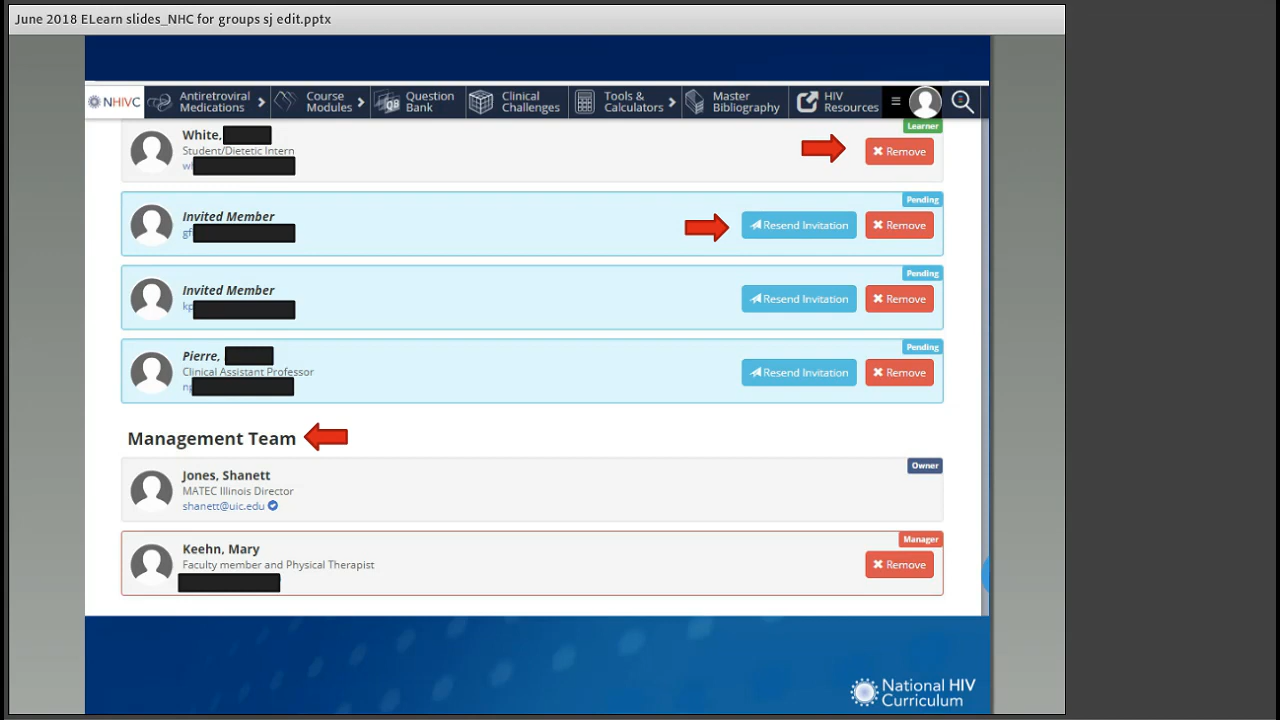 June 2018 ELearn slides_NHC for groups sj edit.pptx
NHIVC
Antiretroviral
Medications
Course
Modules
QB
Question
Bank
Clinical
Challenges
Tools &
Calculators
Master
Bibliography
HIV
Resources
Learner
White,
Student/Dietetic Intern
Remove
Pending
Invited Member
gf
Resend Invitation
Remove
Pending
Invited Member
kp
Resend Invitation
Remove
Pending
Pierre,
Clinical Assistant Professor
Resend Invitation
Remove
Management Team
Owner
Jones, Shanett
MATEC Illinois Director
shanett@uic.edu
Manager
Keehn, Mary
Faculty member and Physical Therapist
Remove
National HIV
Curriculum